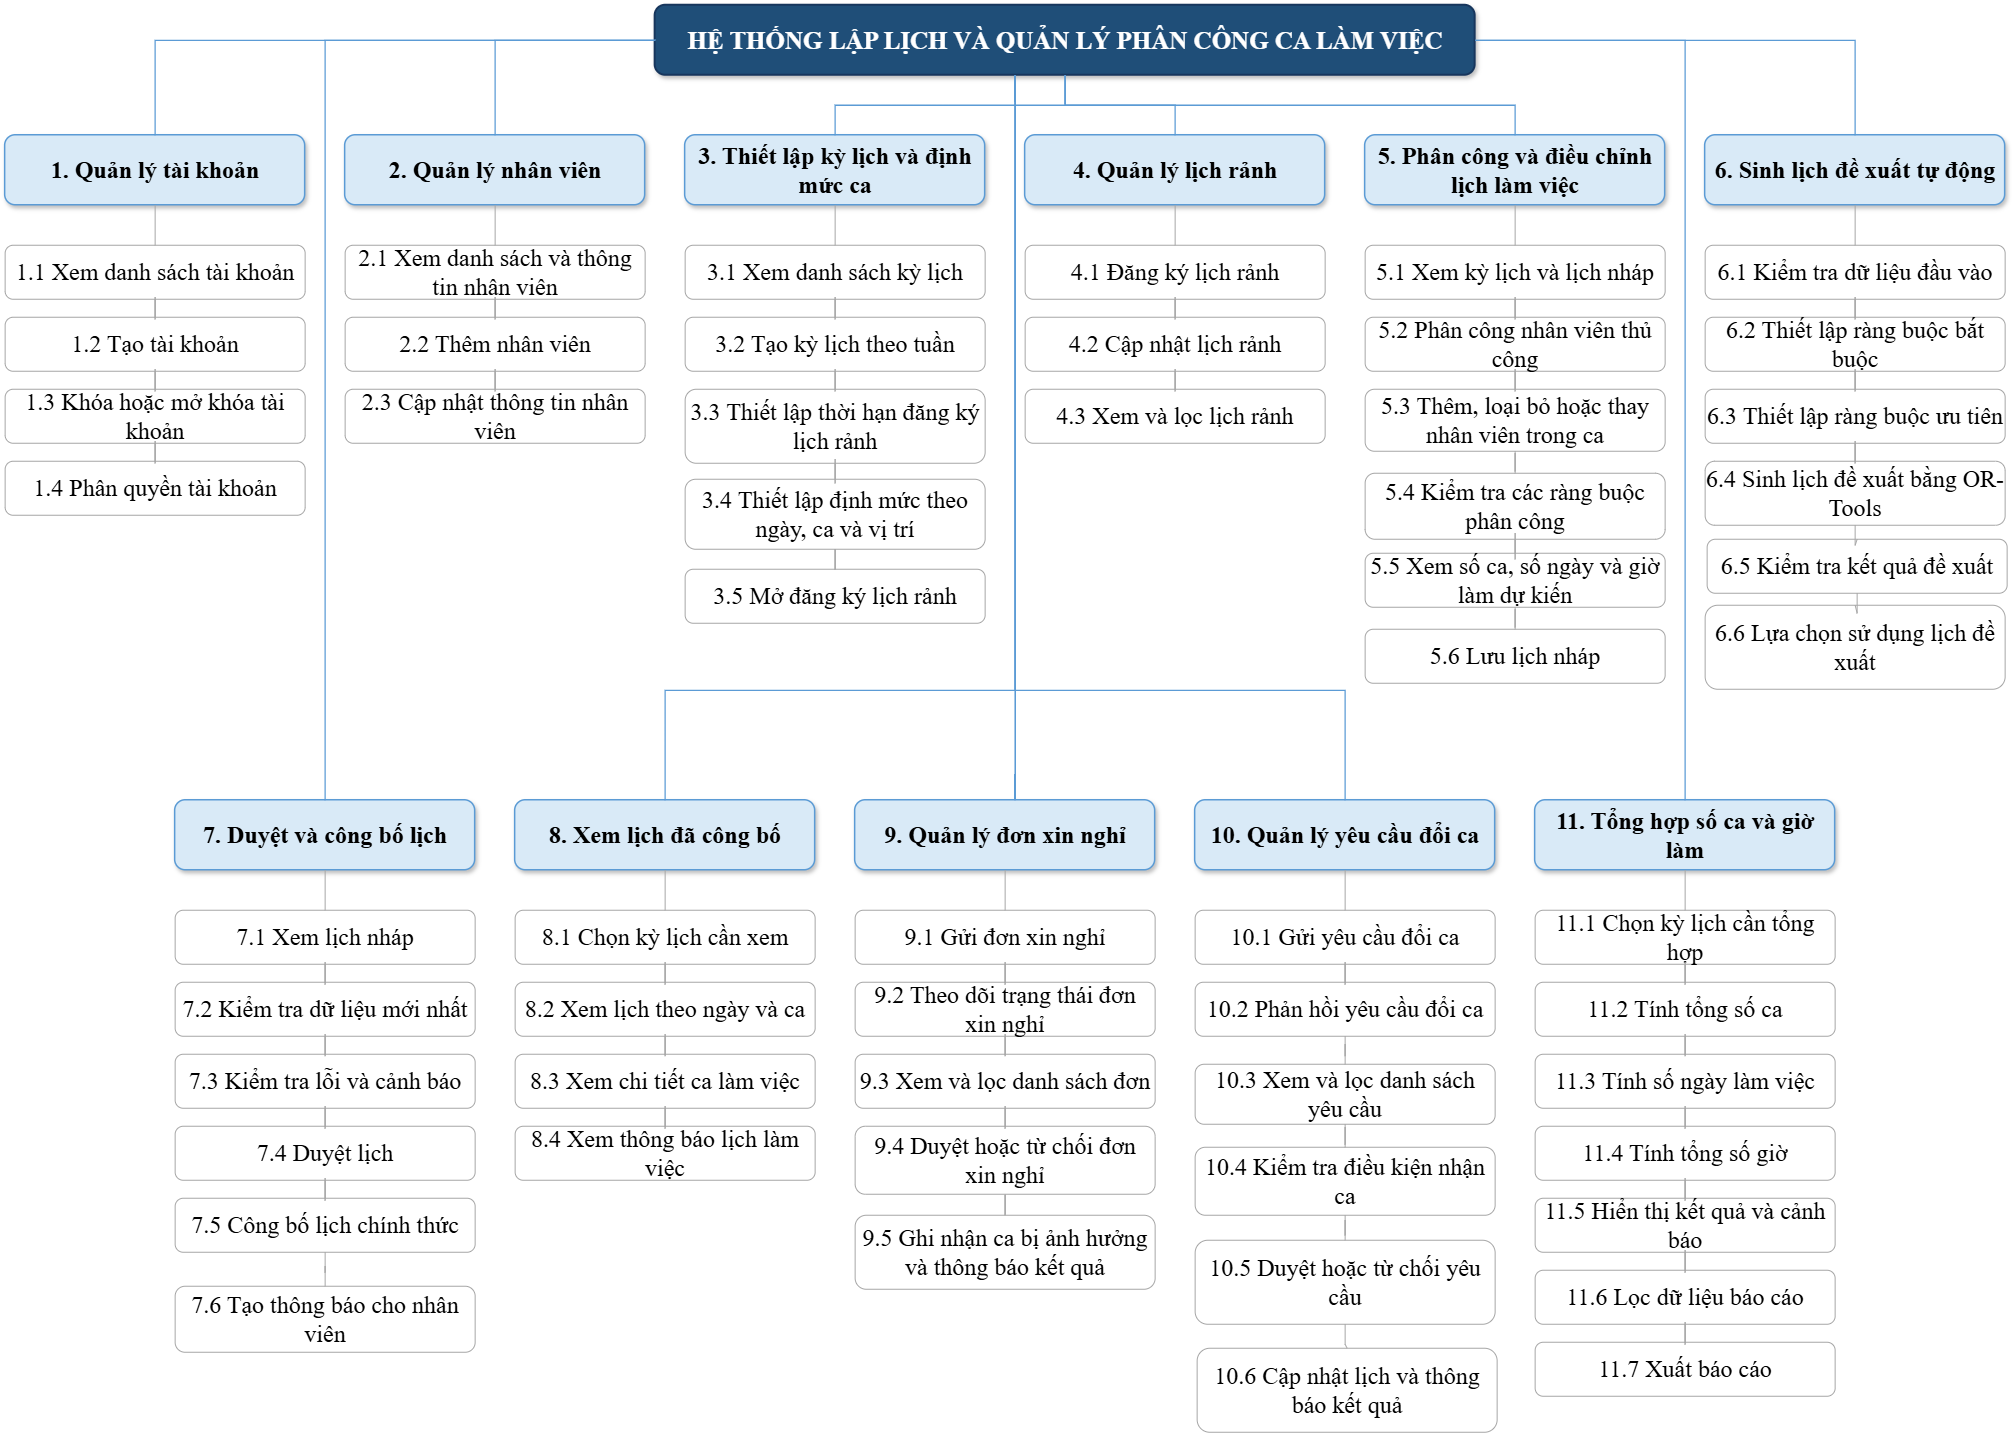 HỆ THỐNG LẬP LỊCH VÀ QUẢN LÝ PHÂN CÔNG CA LÀM VIỆC
1. Quản lý tài khoản
1.1 Xem danh sách tài khoản
1.2 Tạo tài khoản
1.3 Khóa hoặc mở khóa tài
khoản
1.4 Phân quyền tài khoản
2. Quản lý nhân viên
2.1 Xem danh sách và thông
tin nhân viên
2.2 Thêm nhân viên
2.3 Cập nhật thông tin nhân
viên
3. Thiết lập kỳ lịch và định
mức ca
3.1 Xem danh sách kỳ lịch
3.2 Tạo kỳ lịch theo tuần
3.3 Thiết lập thời hạn đăng ký
lịch rảnh
3.4 Thiết lập định mức theo
ngày, ca và vị trí
3.5 Mở đăng ký lịch rảnh
4. Quản lý lịch rảnh
4.1 Đăng ký lịch rảnh
4.2 Cập nhật lịch rảnh
4.3 Xem và lọc lịch rảnh
5. Phân công và điều chỉnh
lịch làm việc
5.1 Xem kỳ lịch và lịch nháp
5.2 Phân công nhân viên thủ
công
5.3 Thêm, loại bỏ hoặc thay
nhân viên trong ca
5.4 Kiểm tra các ràng buộc
phân công
5.5 Xem số ca, số ngày và giờ
làm dự kiến
5.6 Lưu lịch nháp
6. Sinh lịch đề xuất tự động
6.1 Kiểm tra dữ liệu đầu vào
6.2 Thiết lập ràng buộc bắt
buộc
6.3 Thiết lập ràng buộc ưu tiên
6.4 Sinh lịch đề xuất bằng OR-
Tools
6.5 Kiểm tra kết quả đề xuất
6.6 Lựa chọn sử dụng lịch đề
xuất
7. Duyệt và công bố lịch
7.1 Xem lịch nháp
7.2 Kiểm tra dữ liệu mới nhất
7.3 Kiểm tra lỗi và cảnh báo
7.4 Duyệt lịch
7.5 Công bố lịch chính thức
7.6 Tạo thông báo cho nhân
viên
8. Xem lịch đã công bố
8.1 Chọn kỳ lịch cần xem
8.2 Xem lịch theo ngày và ca
8.3 Xem chi tiết ca làm việc
8.4 Xem thông báo lịch làm
việc
9. Quản lý đơn xin nghỉ
9.1 Gửi đơn xin nghỉ
9.2 Theo dõi trạng thái đơn
xin nghỉ
9.3 Xem và lọc danh sách đơn
9.4 Duyệt hoặc từ chối đơn
xin nghỉ
9.5 Ghi nhận ca bị ảnh hưởng
và thông báo kết quả
10. Quản lý yêu cầu đổi ca
10.1 Gửi yêu cầu đổi ca
10.2 Phản hồi yêu cầu đổi ca
10.3 Xem và lọc danh sách
yêu cầu
10.4 Kiểm tra điều kiện nhận
ca
10.5 Duyệt hoặc từ chối yêu
cầu
10.6 Cập nhật lịch và thông
báo kết quả
11. Tổng hợp số ca và giờ
làm
11.1 Chọn kỳ lịch cần tổng
hợp
11.2 Tính tổng số ca
11.3 Tính số ngày làm việc
11.4 Tính tổng số giờ
11.5 Hiển thị kết quả và cảnh
báo
11.6 Lọc dữ liệu báo cáo
11.7 Xuất báo cáo